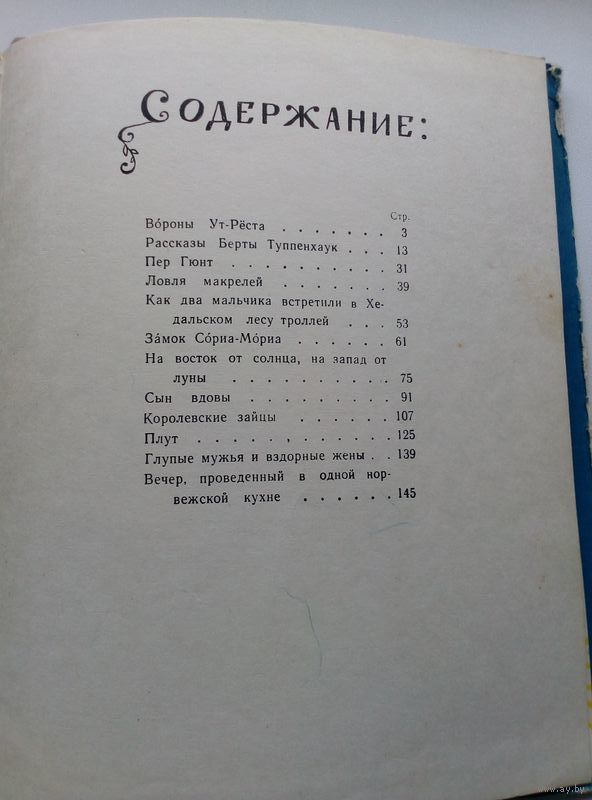 СОДЕРЖАНИЕ:
Стр.
Во́роны Ут-Рёста . . . . . . . 3
Рассказы Берты Туппенхаук . . . 13
Пер Гюнт . . . . . . . . . . 31
Ловля макрелей . . . . . . . 39
Как два мальчика встретили в Хе-
дальском лесу троллей . . . 53
За́мок Со́риа-Мо́риа . . . . . . 61
На восток от солнца, на запад от
луны . . . . . . . . . . 75
Сын вдовы . . . . . . . . . 91
Королевские зайцы . . . . . . 107
Плут . . . . . . . . . . . 125
Глупые мужья и вздорные жены . . 139
Вечер, проведенный в одной нор-
вежской кухне . . . . . . 145
www.ay.by